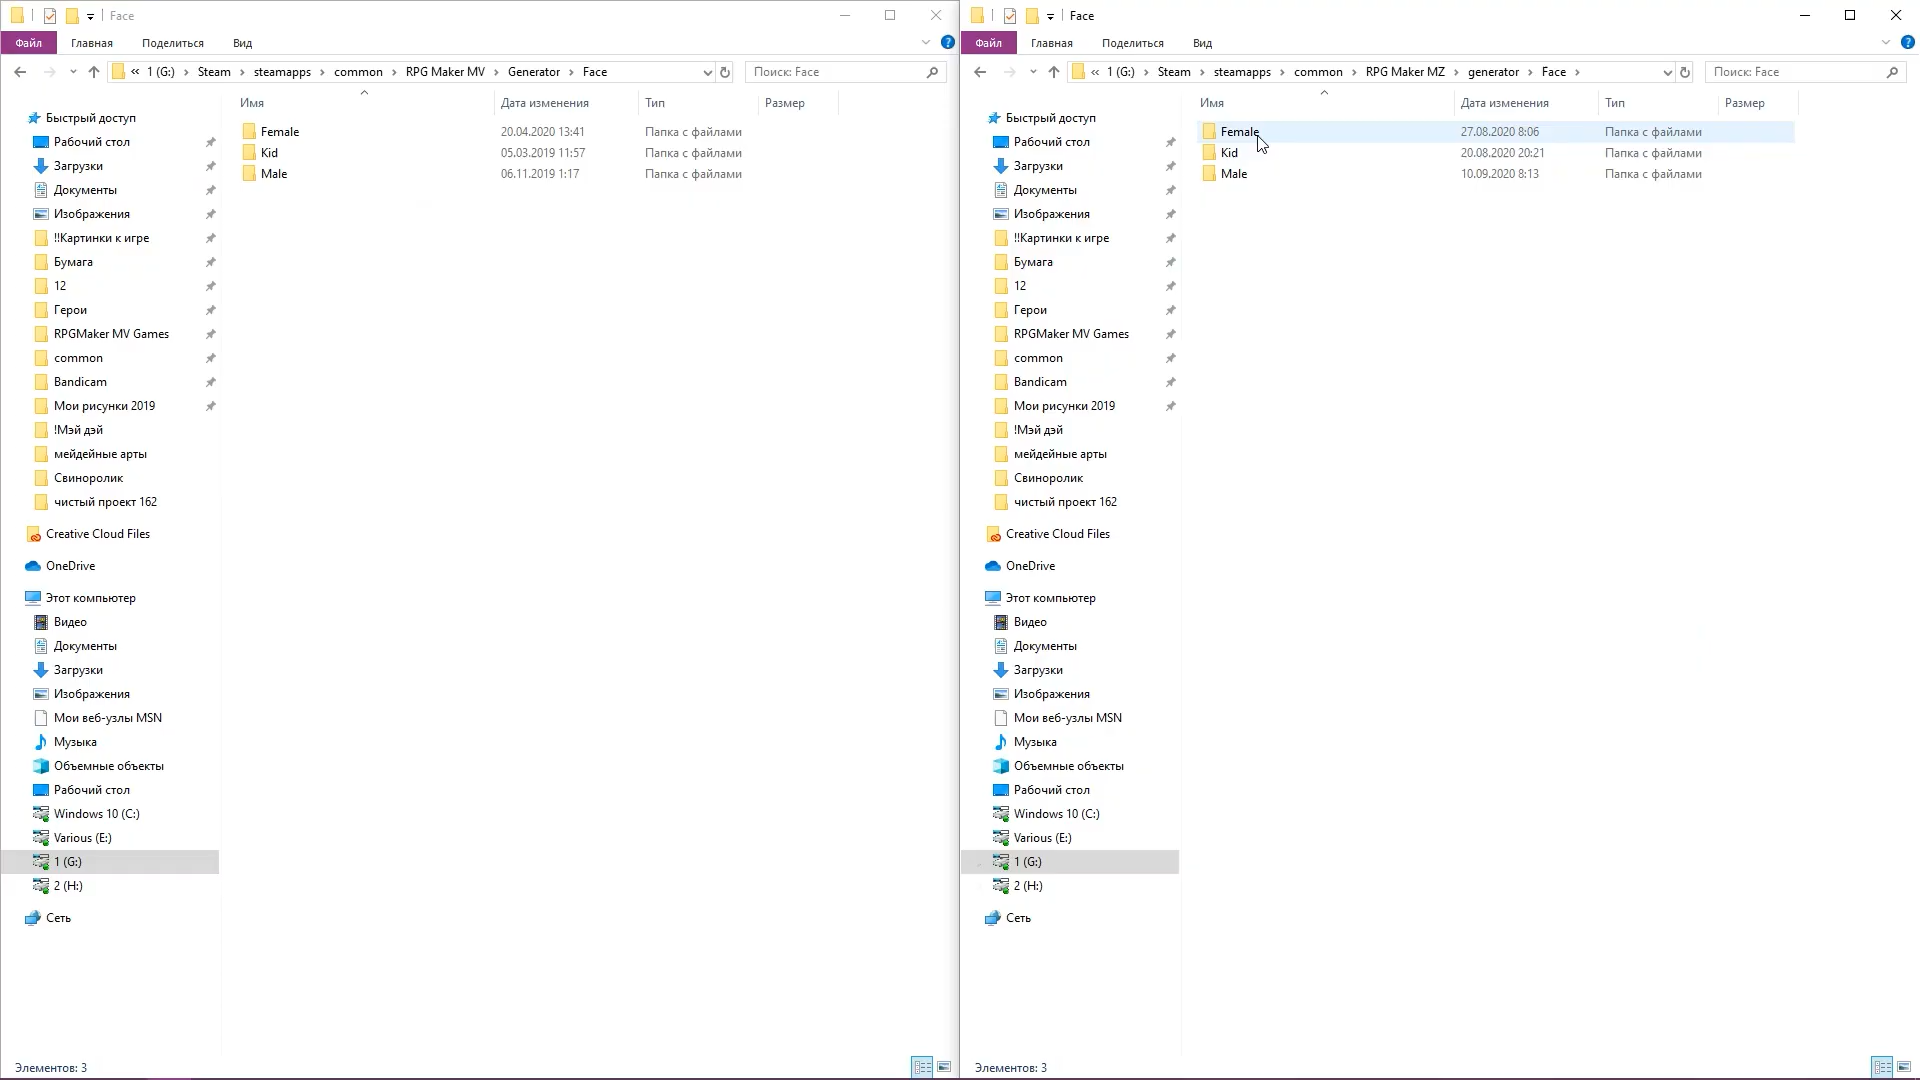 Face
Файл Главная Поделиться Вид
« 1 (G:) › Steam › steamapps › common › RPG Maker MV › Generator › Face
Поиск: Face
Имя Дата изменения Тип Размер
Female 20.04.2020 13:41 Папка с файлами
Kid 05.03.2019 11:57 Папка с файлами
Male 06.11.2019 1:17 Папка с файлами
Быстрый доступ
Рабочий стол
Загрузки
Документы
Изображения
!!Картинки к игре
Бумага
12
Герои
RPGMaker MV Games
common
Bandicam
Мои рисунки 2019
!Мэй дэй
мейдейные арты
Свиноролик
чистый проект 162
Creative Cloud Files
OneDrive
Этот компьютер
Видео
Документы
Загрузки
Изображения
Мои веб-узлы MSN
Музыка
Объемные объекты
Рабочий стол
Windows 10 (C:)
Various (E:)
1 (G:)
2 (H:)
Сеть
Элементов: 3
Face
Файл Главная Поделиться Вид
« 1 (G:) › Steam › steamapps › common › RPG Maker MZ › generator › Face ›
Поиск: Face
Имя Дата изменения Тип Размер
Female 27.08.2020 8:06 Папка с файлами
Kid 20.08.2020 20:21 Папка с файлами
Male 10.09.2020 8:13 Папка с файлами
Быстрый доступ
Рабочий стол
Загрузки
Документы
Изображения
!!Картинки к игре
Бумага
12
Герои
RPGMaker MV Games
common
Bandicam
Мои рисунки 2019
!Мэй дэй
мейдейные арты
Свиноролик
чистый проект 162
Creative Cloud Files
OneDrive
Этот компьютер
Видео
Документы
Загрузки
Изображения
Мои веб-узлы MSN
Музыка
Объемные объекты
Рабочий стол
Windows 10 (C:)
Various (E:)
1 (G:)
2 (H:)
Сеть
Элементов: 3